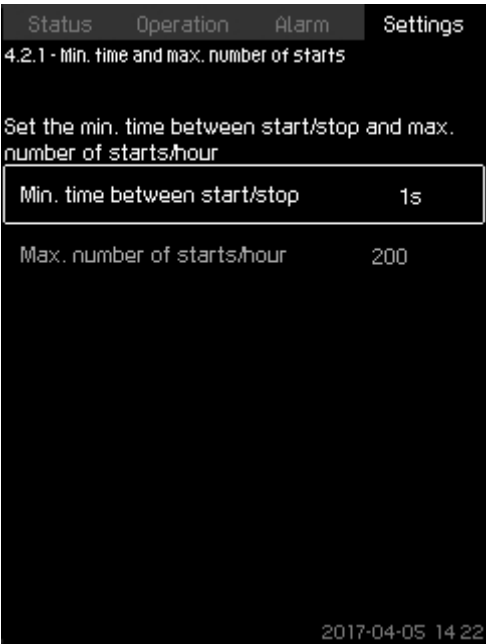 Status Operation Alarm Settings
4.2.1 - Min. time and max. number of starts
Set the min. time between start/stop and max.
number of starts/hour
Min. time between start/stop 1s
Max. number of starts/hour 200
2017-04-05 14:22